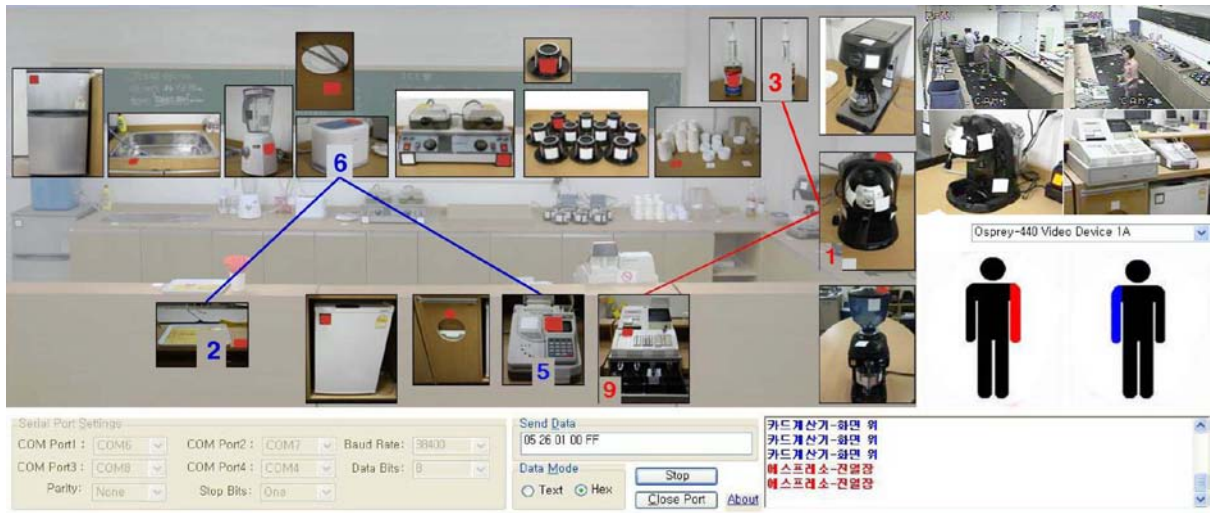 3
6
1
2
5
9
CAM1
CAM2
Osprey-440 Video Device 1A
Serial Port Settings
COM Port1 : COM6 COM Port2 : COM7 Baud Rate: 38400
COM Port3 : COM8 COM Port4 : COM4 Data Bits: 8
Parity: None Stop Bits: One
Send Data
05 26 01 00 FF
Data Mode
Text Hex
Stop
Close Port
About
카드계산기-화면 위
카드계산기-화면 위
카드계산기-화면 위
에스프레소-진열장
에스프레소-진열장